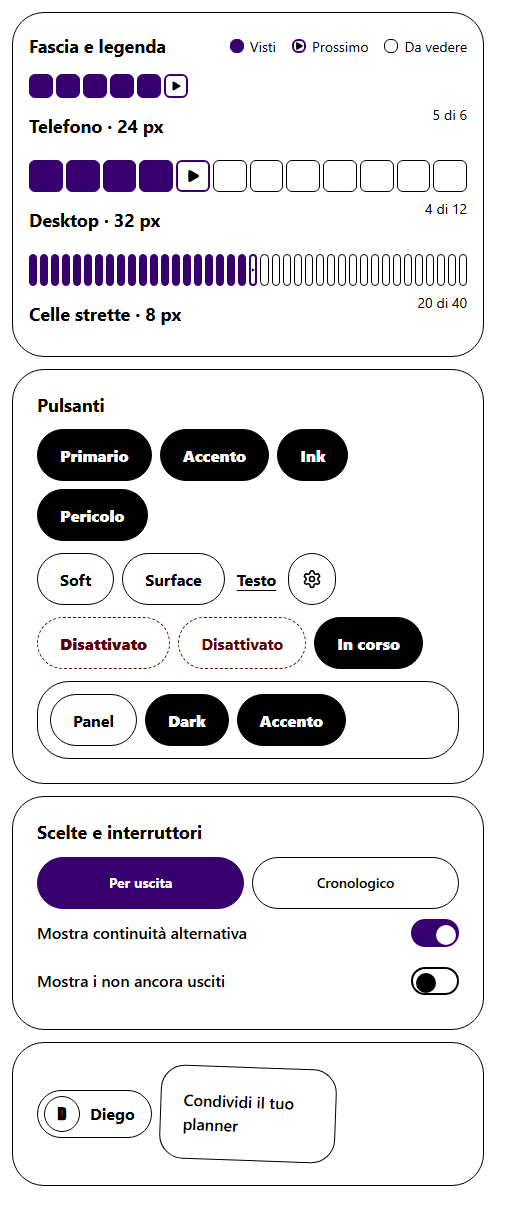 Fascia e legenda
Visti Prossimo Da vedere
5 di 6
Telefono · 24 px
4 di 12
Desktop · 32 px
20 di 40
Celle strette · 8 px
Pulsanti
Primario Accento Ink
Pericolo
Soft Surface Testo
Disattivato Disattivato In corso
Panel Dark Accento
Scelte e interruttori
Per uscita Cronologico
Mostra continuità alternativa
Mostra i non ancora usciti
D Diego
Condividi il tuo
planner